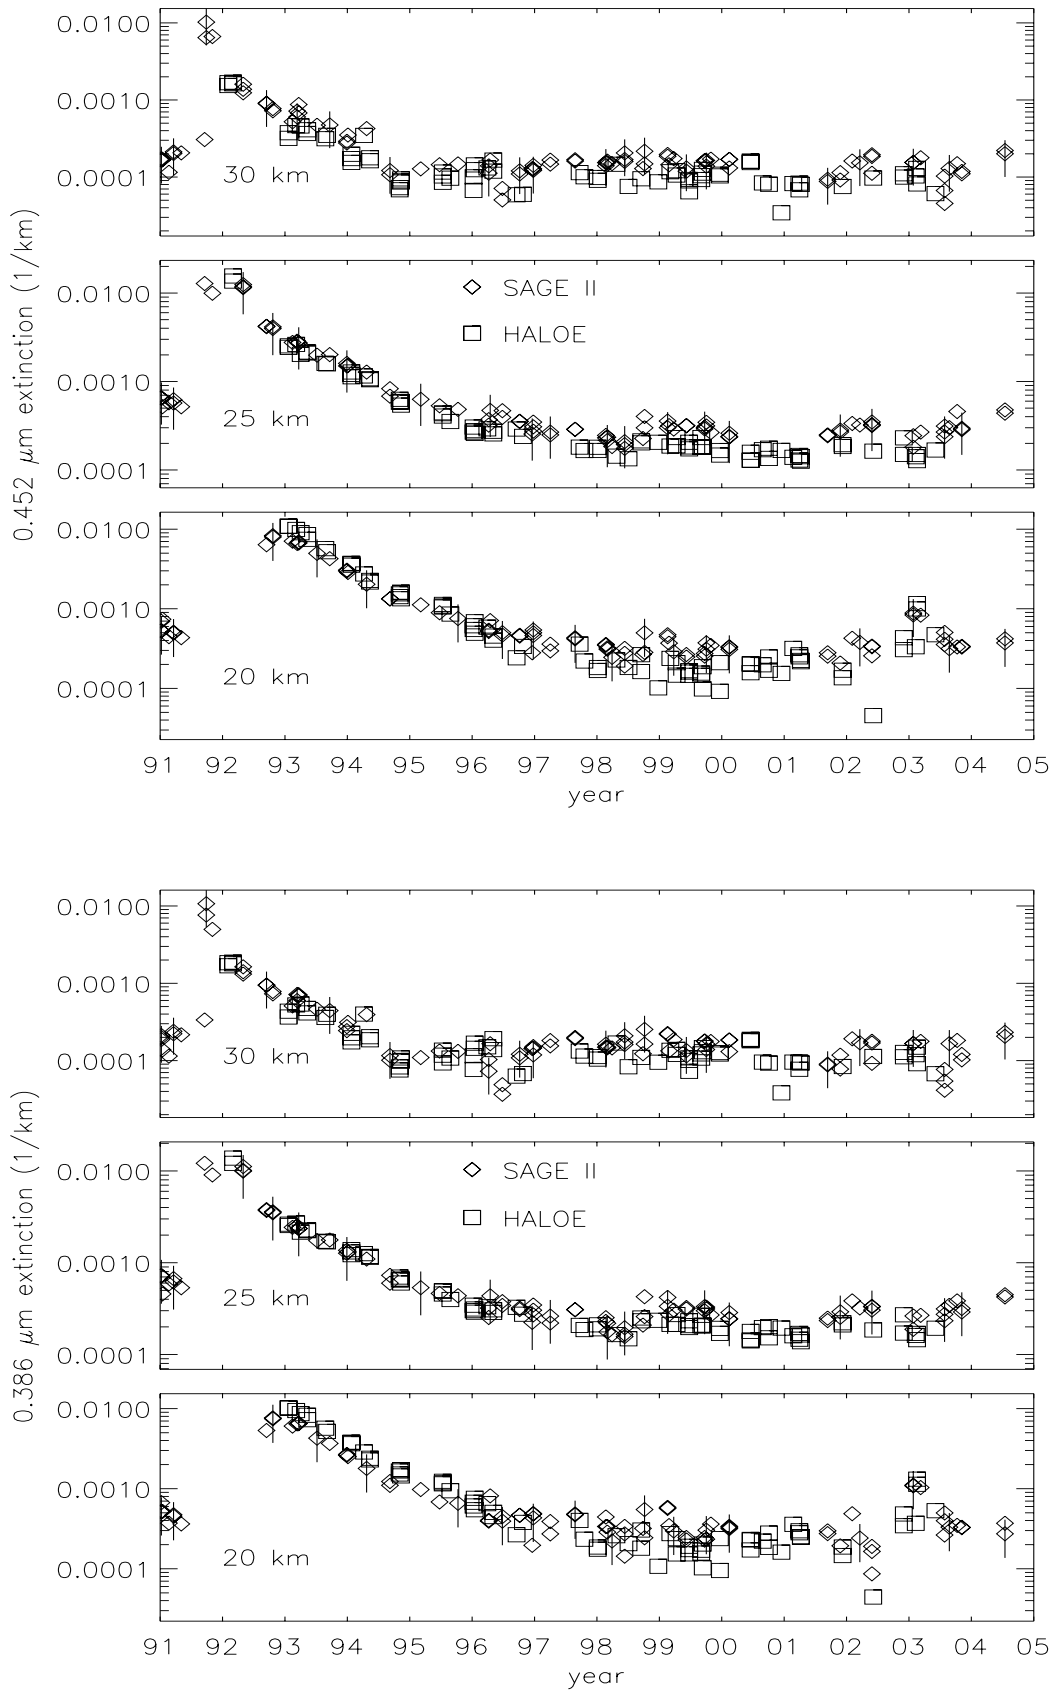 0.452 μm extinction (1/km)
0.0100
0.0010
0.0001
30 km
0.0100
0.0010
0.0001
SAGE II
HALOE
25 km
0.0100
0.0010
0.0001
20 km
91 92 93 94 95 96 97 98 99 00 01 02 03 04 05
year
0.386 μm extinction (1/km)
0.0100
0.0010
0.0001
30 km
0.0100
0.0010
0.0001
SAGE II
HALOE
25 km
0.0100
0.0010
0.0001
20 km
91 92 93 94 95 96 97 98 99 00 01 02 03 04 05
year